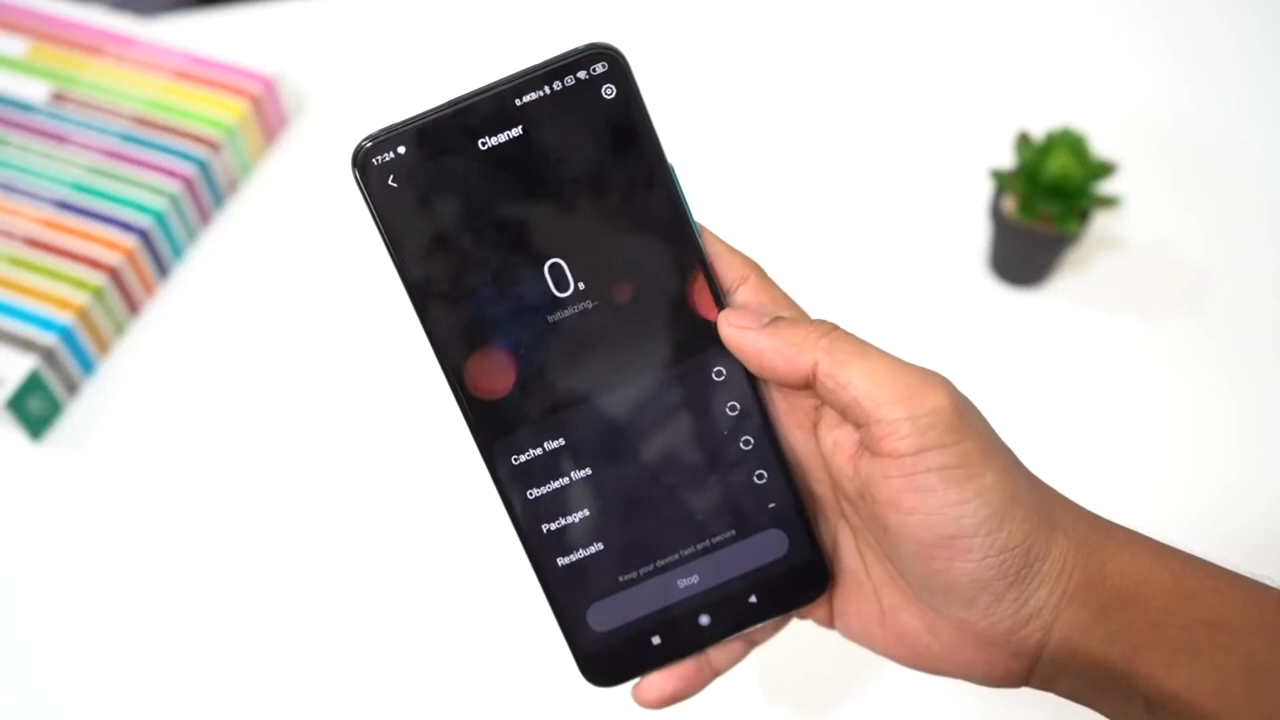 17:24
0.4KB/s
Cleaner
0 B
Initializing...
Cache files
Obsolete files
Packages
Residuals
Keep your device fast and secure
Stop